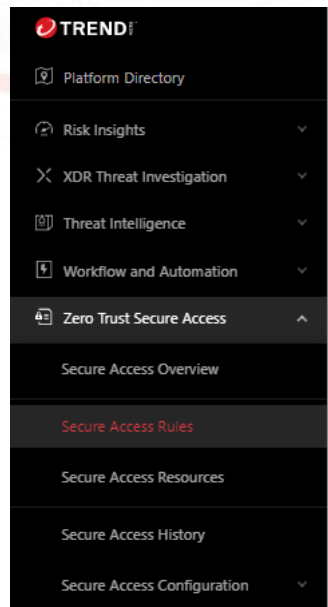 TREND
Platform Directory
Risk Insights
XDR Threat Investigation
Threat Intelligence
Workflow and Automation
Zero Trust Secure Access
Secure Access Overview
Secure Access Rules
Secure Access Resources
Secure Access History
Secure Access Configuration